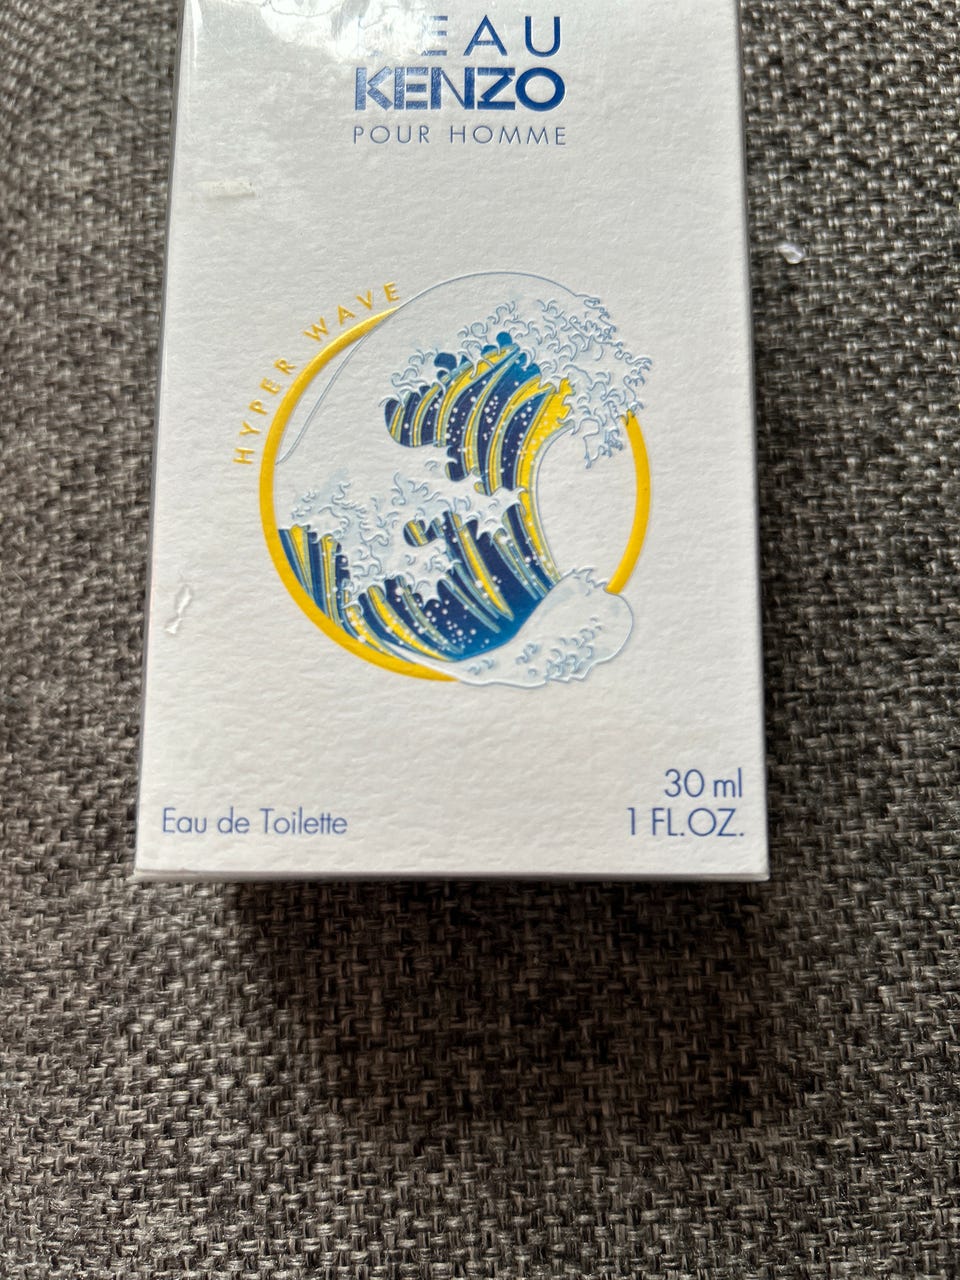 EAU
KENZO
POUR HOMME
HYPER WAVE
Eau de Toilette
30 ml
1 FL.OZ.